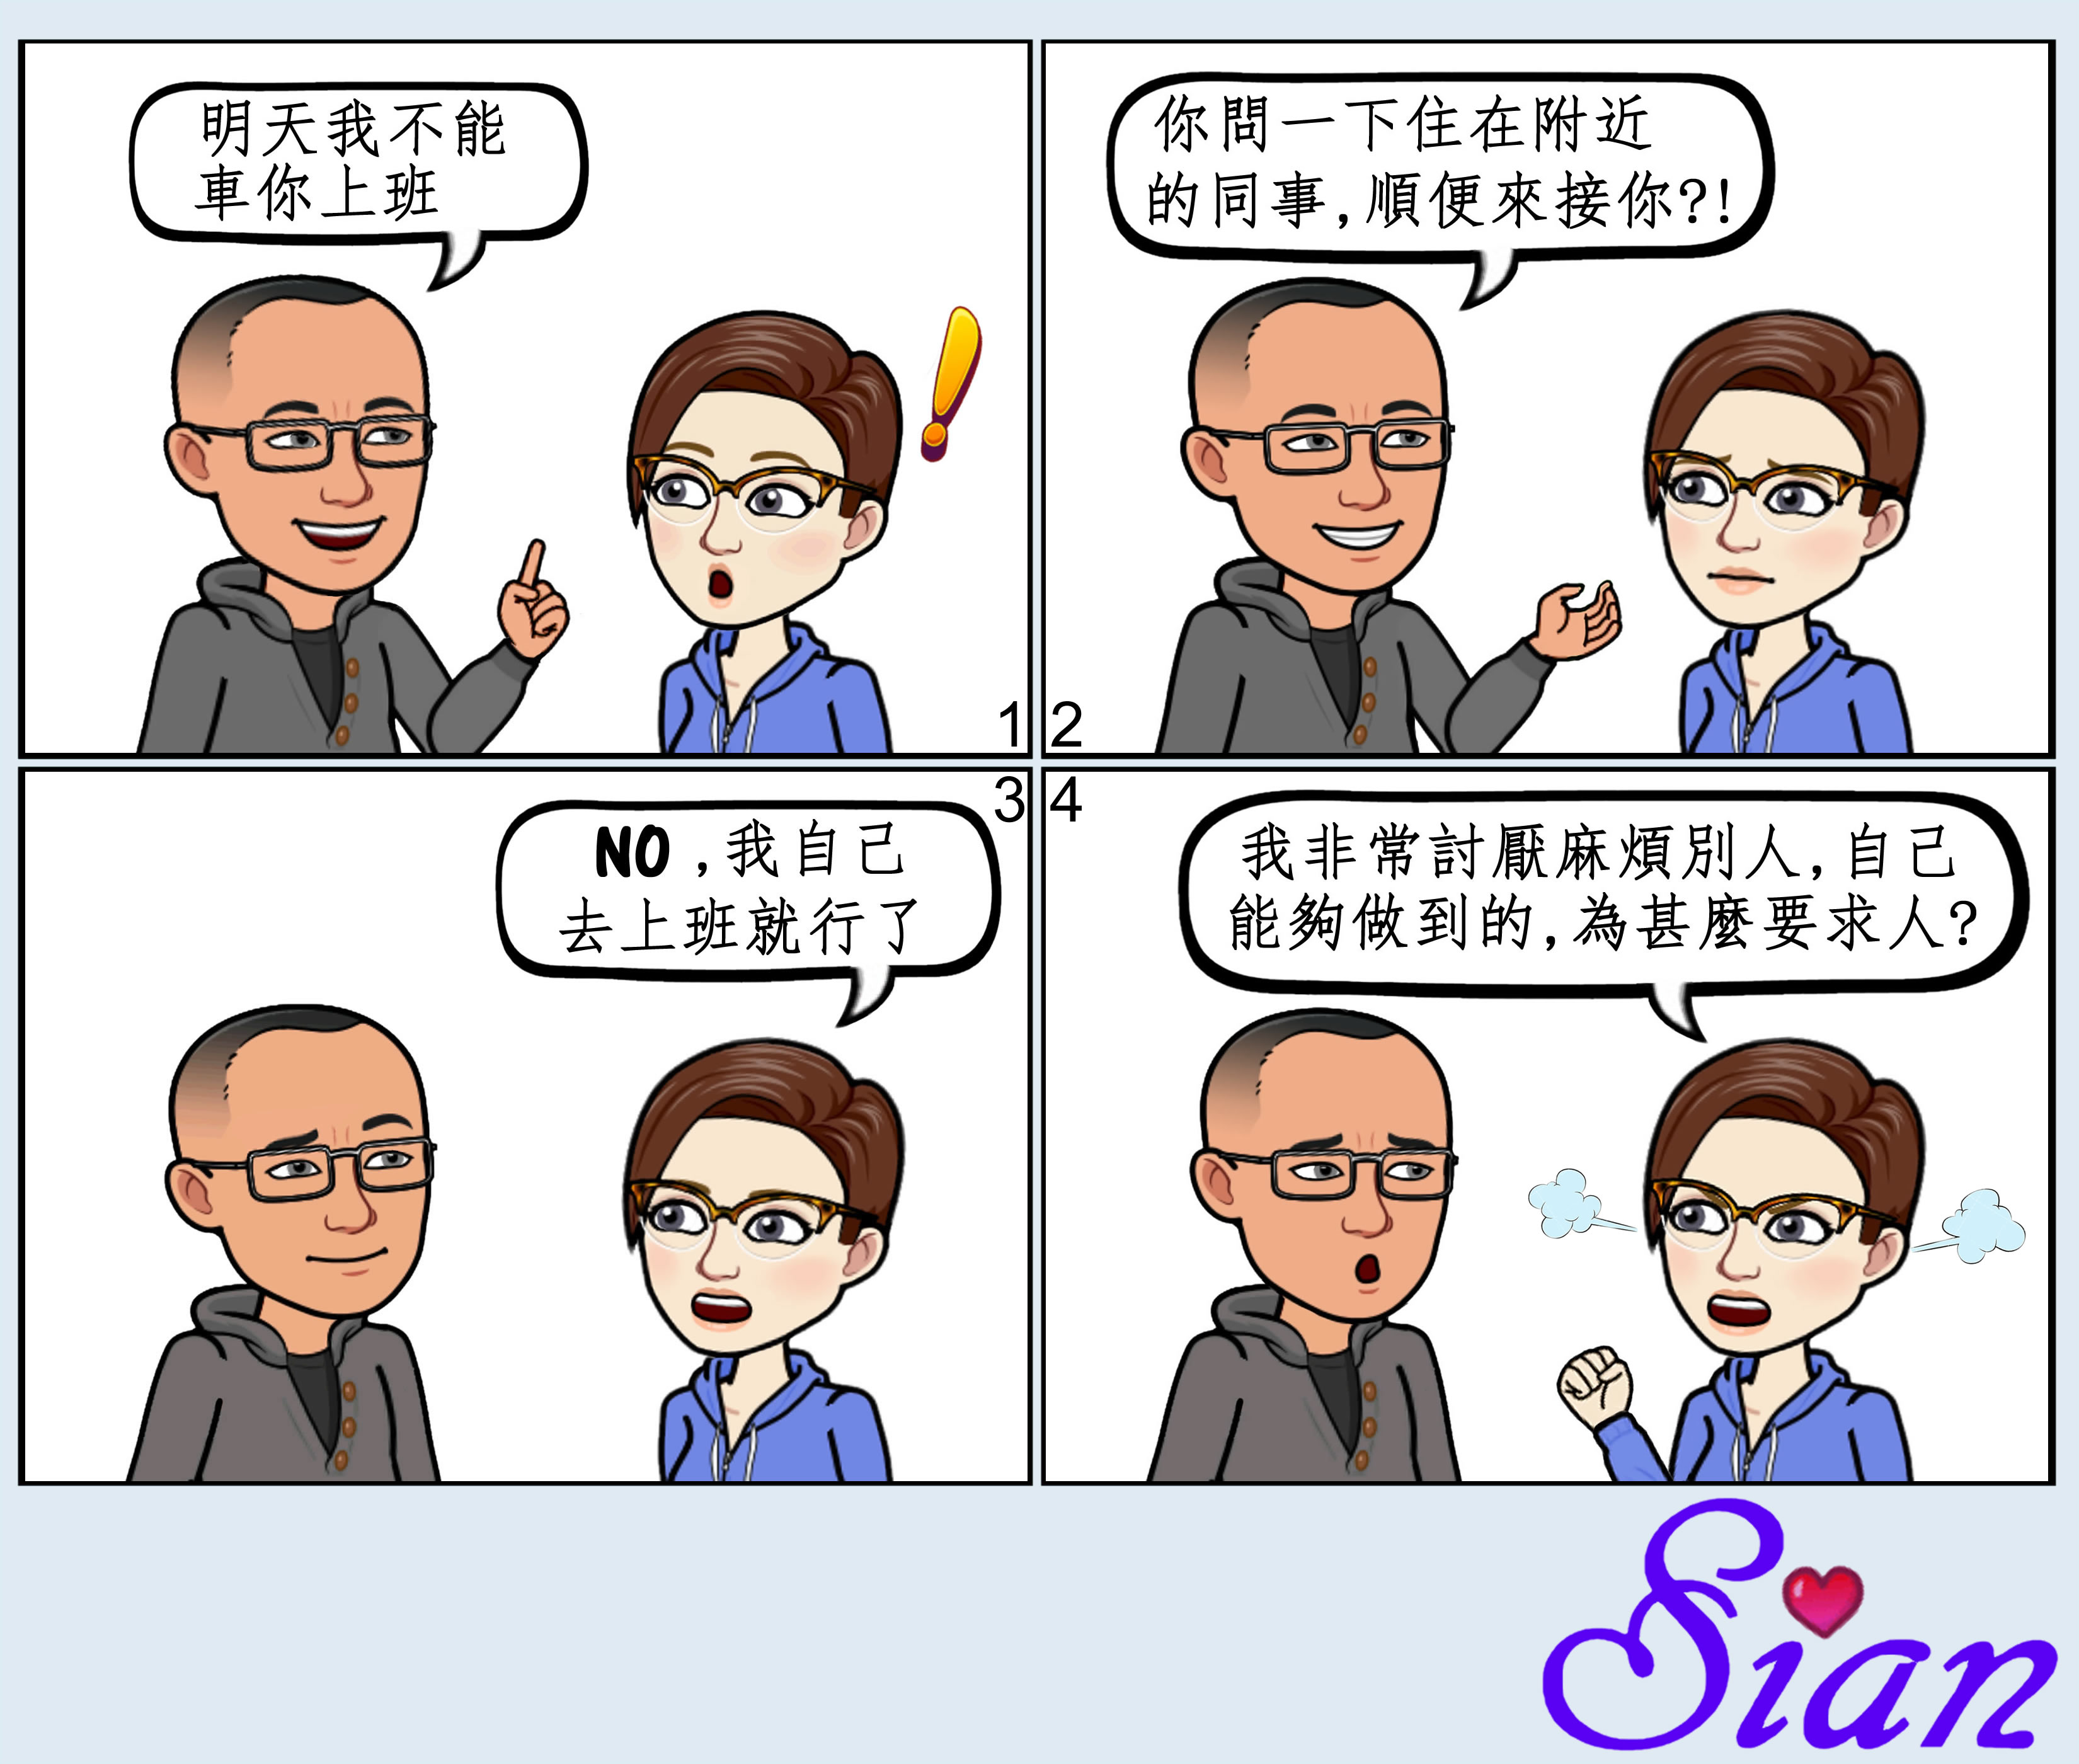 明天我不能
車你上班
1
2
你問一下住在附近
的同事,順便來接你?!
3
NO,我自己
去上班就行了
4
我非常討厭麻煩別人,自己
能夠做到的,為甚麼要求人?
Sian